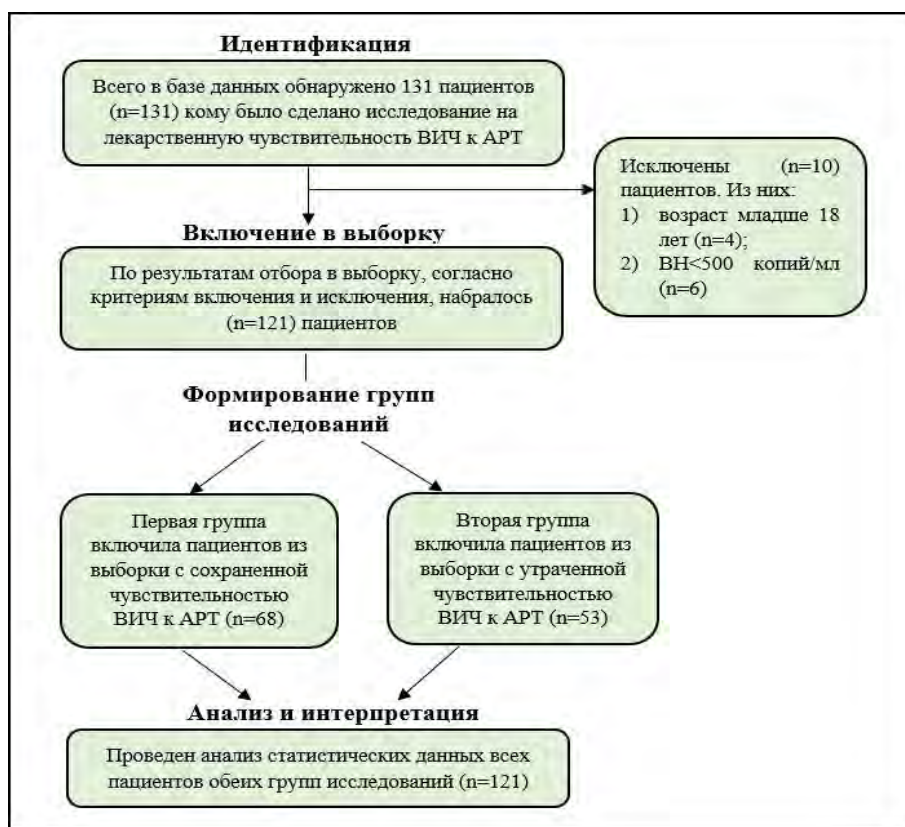 Идентификация
Всего в базе данных обнаружено 131 пациентов
(n=131) кому было сделано исследование на
лекарственную чувствительность ВИЧ к АРТ
Исключены (n=10)
пациентов. Из них:
1) возраст младше 18
лет (n=4);
2) ВН<500 копий/мл
(n=6)
Включение в выборку
По результатам отбора в выборку, согласно
критериям включения и исключения, набралось
(n=121) пациентов
Формирование групп
исследований
Первая группа
включила пациентов из
выборки с сохраненной
чувствительностью
ВИЧ к АРТ (n=68)
Вторая группа
включила пациентов из
выборки с утраченной
чувствительностью
ВИЧ к АРТ (n=53)
Анализ и интерпретация
Проведен анализ статистических данных всех
пациентов обеих групп исследований (n=121)